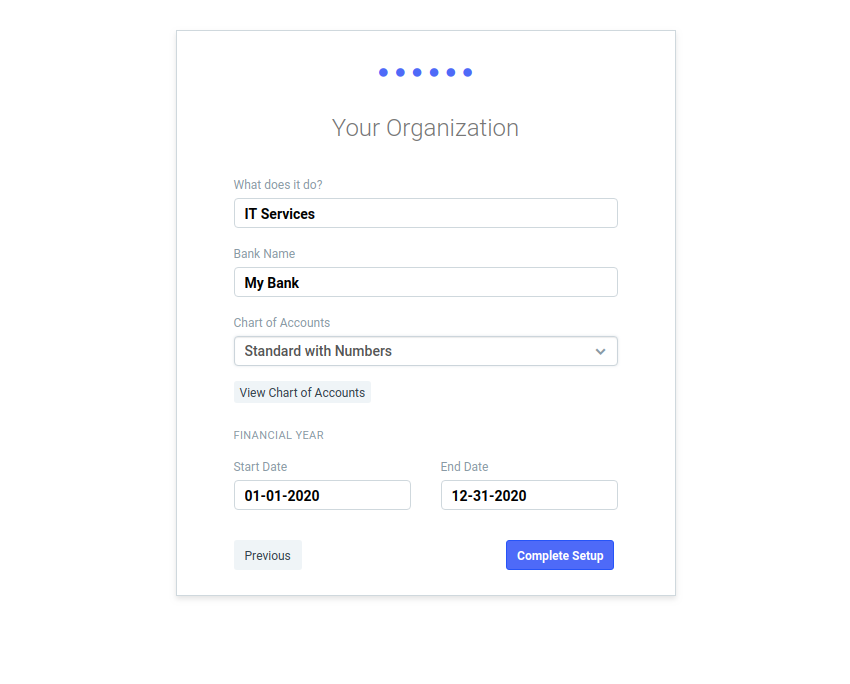 Your Organization
What does it do?
IT Services
Bank Name
My Bank
Chart of Accounts
Standard with Numbers
View Chart of Accounts
FINANCIAL YEAR
Start Date End Date
01-01-2020 12-31-2020
Previous Complete Setup